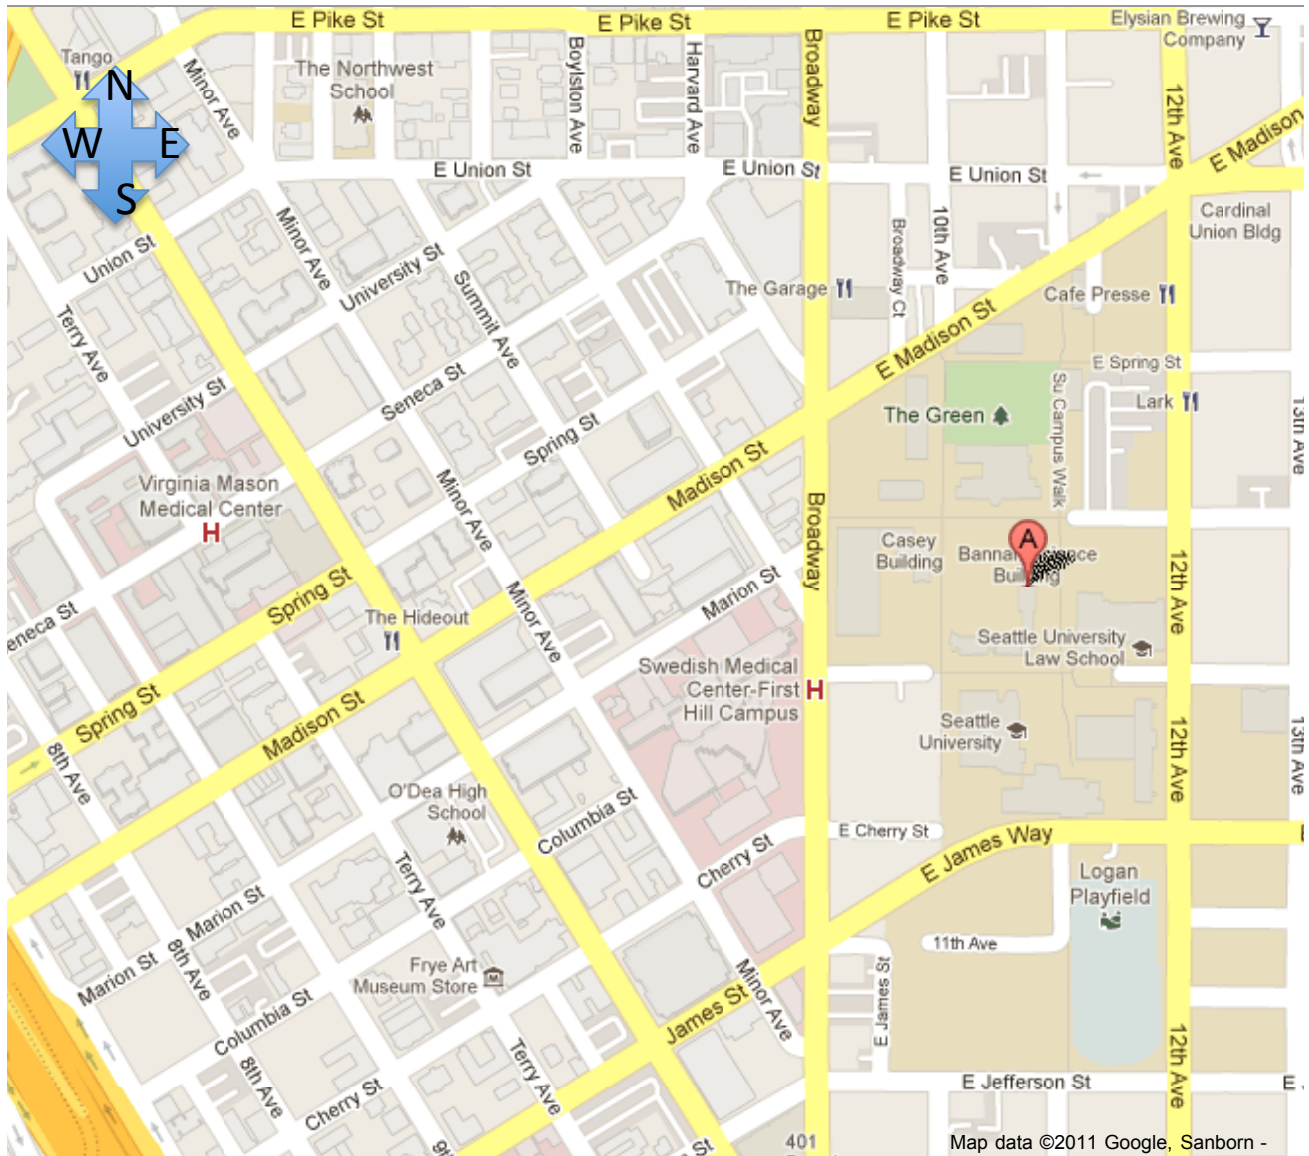 E Pike St
E Pike St
E Pike St
Elysian Brewing
Company
Tango
N
W
E
S
Minor Ave
The Northwest
School
Boylston Ave
Harvard Ave
Broadway
12th Ave
E Madison
E Union St
E Union St
E Union St
Cardinal
Union Bldg
Union St
Minor Ave
University St
Summit Ave
Broadway Ct
10th Ave
The Garage
Cafe Presse
Terry Ave
E Madison St
E Spring St
University St
Seneca St
Spring St
The Green
Su Campus Walk
Lark
13th Ave
Virginia Mason
Medical Center
H
Minor Ave
Madison St
Broadway
Casey
Building
A
12th Ave
Spring St
The Hideout
Minor Ave
Marion St
eneca St
Seattle University
Law School
Swedish Medical
Center-First
Hill Campus
H
Spring St
Madison St
Seattle
University
12th Ave
13th Ave
8th Ave
O'Dea High
School
Columbia St
Cherry St
E Cherry St
E James Way
E
Terry Ave
Logan
Playfield
Marion St
8th Ave
Marion St
11th Ave
Frye Art
Museum Store
M
Minor Ave
E James St
James St
Columbia St
8th Ave
Terry Ave
12th Ave
Cherry St
E Jefferson St
E J
9t
St
401
Map data ©2011 Google, Sanborn -